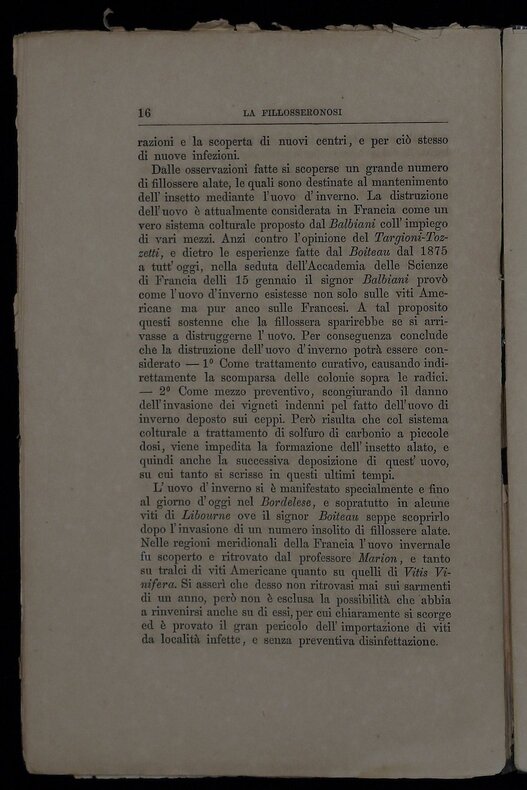 16
LA FILLOSSERONOSI
razioni e la scoperta di nuovi centri, e per ciò stesso
di nuove infezioni.
Dalle osservazioni fatte si scoperse un grande numero
di fillossere alate, le quali sono destinate al mantenimento
dell' insetto mediante l'uovo d' inverno. La distruzione
dell'uovo è attualmente considerata in Francia come un
vero sistema colturale proposto dal Balbiani coll' impiego
di vari mezzi. Anzi contro l'opinione del Targioni-Toz-
zetti, e dietro le esperienze fatte dal Boiteau dal 1875
a tutt' oggi, nella seduta dell'Accademia delle Scienze
di Francia delli 15 gennaio il signor Balbiani provò
come l'uovo d'inverno esistesse non solo sulle viti Ame-
ricane ma pur anco sulle Francesi. A tal proposito
questi sostenne che la fillossera sparirebbe se si arri-
vasse a distruggerne l'uovo. Per conseguenza conclude
che la distruzione dell'uovo d'inverno potrà essere con-
siderato — 1° Come trattamento curativo, causando indi-
rettamente la scomparsa delle colonie sopra le radici.
— 2° Come mezzo preventivo, scongiurando il danno
dell'invasione dei vigneti indenni pel fatto dell'uovo di
inverno deposto sui ceppi. Però risulta che col sistema
colturale a trattamento di solfuro di carbonio a piccole
dosi, viene impedita la formazione dell' insetto alato, e
quindi anche la successiva deposizione di quest' uovo,
su cui tanto si scrisse in questi ultimi tempi.
L' uovo d' inverno si è manifestato specialmente e fino
al giorno d'oggi nel Bordelese, e sopratutto in alcune
viti di Libourne ove il signor Boiteau seppe scoprirlo
dopo l'invasione di un numero insolito di fillossere alate.
Nelle regioni meridionali della Francia l'uovo invernale
fu scoperto e ritrovato dal professore Marion, e tanto
su tralci di viti Americane quanto su quelli di Vitis Vi-
nifera. Si asserì che desso non ritrovasi mai sui sarmenti
di un anno, però non è esclusa la possibilità che abbia
a rinvenirsi anche su di essi, per cui chiaramente si scorge
ed è provato il gran pericolo dell' importazione di viti
da località infette, e senza preventiva disinfettazione.